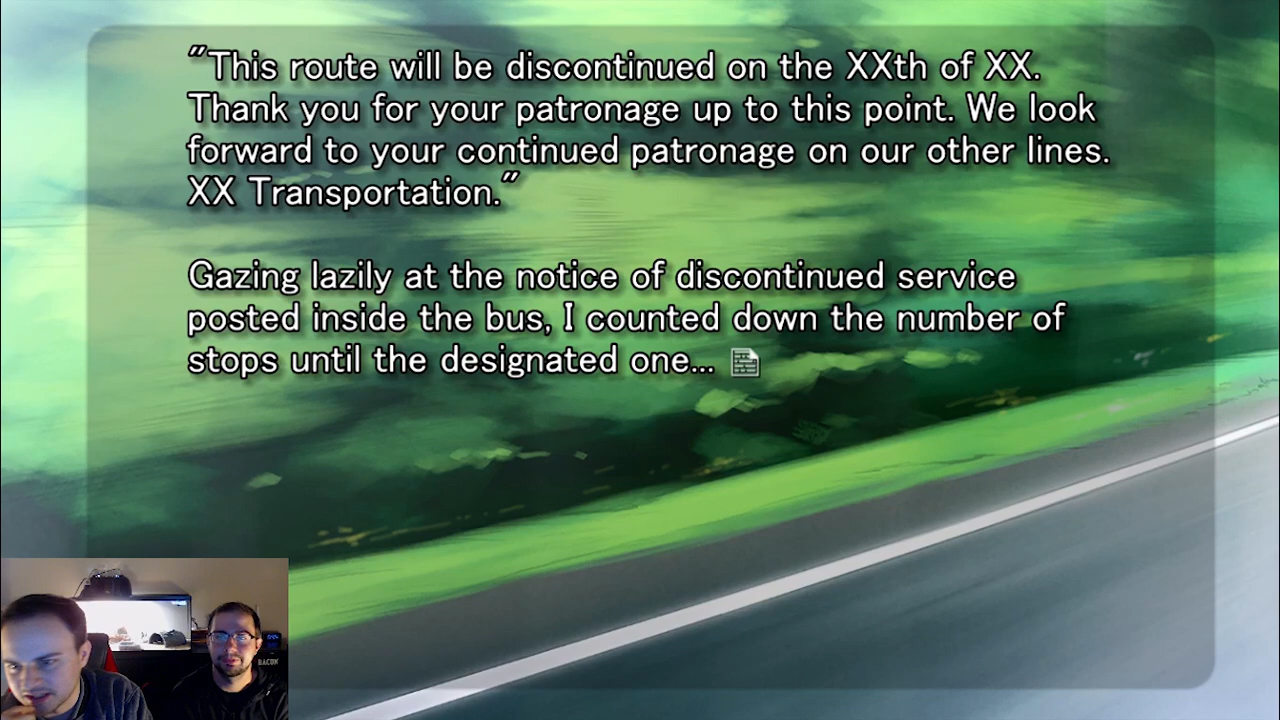 "This route will be discontinued on the XXth of XX.
Thank you for your patronage up to this point. We look
forward to your continued patronage on our other lines.
XX Transportation."
Gazing lazily at the notice of discontinued service
posted inside the bus, I counted down the number of
stops until the designated one...
BACON